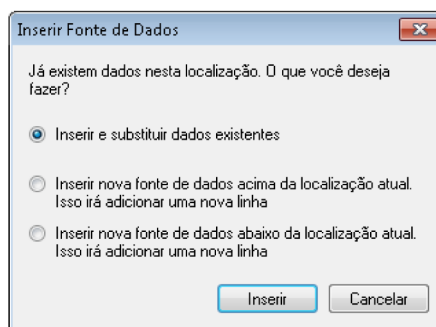 Inserir Fonte de Dados
Já existem dados nesta localização. O que você deseja
fazer?
Inserir e substituir dados existentes
Inserir nova fonte de dados acima da localização atual.
Isso irá adicionar uma nova linha
Inserir nova fonte de dados abaixo da localização atual.
Isso irá adicionar uma nova linha
Inserir
Cancelar